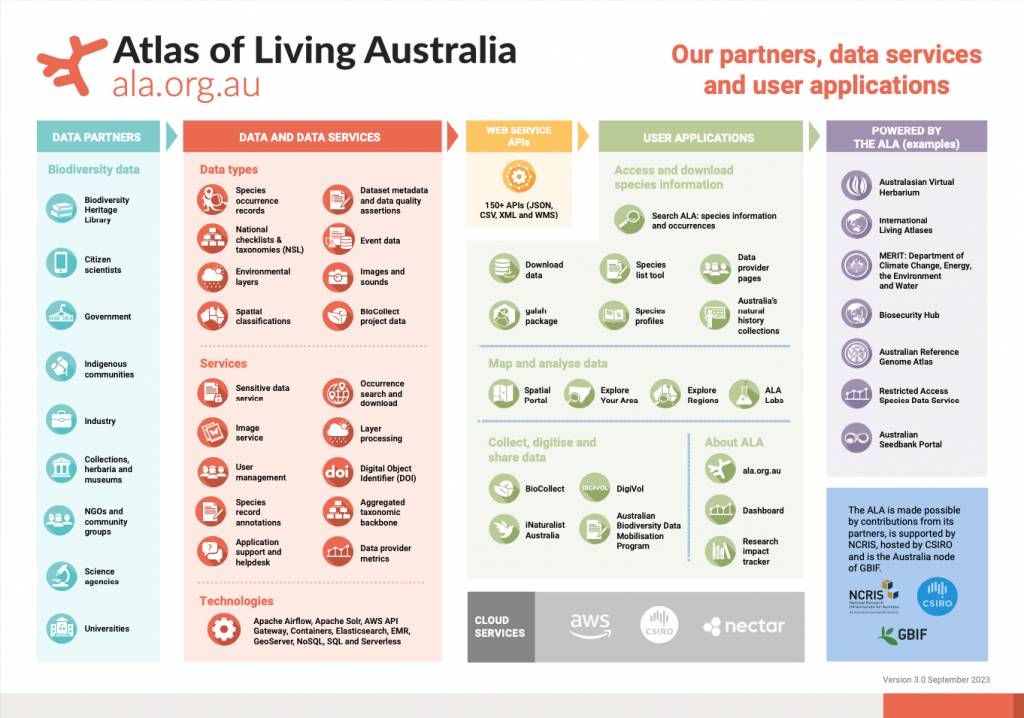 Atlas of Living Australia
ala.org.au
Our partners, data services
and user applications
DATA PARTNERS
Biodiversity data
Biodiversity
Heritage
Library
Citizen
scientists
Government
Indigenous
communities
Industry
Collections,
herbaria and
museums
NGOs and
community
groups
Science
agencies
Universities
DATA AND DATA SERVICES
Data types
Species
occurrence
records
Dataset metadata
and data quality
assertions
National
checklists &
taxonomies (NSL)
Event data
Environmental
layers
Images and
sounds
Spatial
classifications
BioCollect
project data
Services
Sensitive data
service
Occurrence
search and
download
Image
service
Layer
processing
User
management
doi
Digital Object
Identifier (DOI)
Species
record
annotations
Aggregated
taxonomic
backbone
Application
support and
helpdesk
Data provider
metrics
Technologies
Apache Airflow, Apache Solr, AWS API
Gateway, Containers, Elasticsearch, EMR,
GeoServer, NoSQL, SQL and Serverless
WEB SERVICE
APIs
150+ APIs (JSON,
CSV, XML and WMS)
USER APPLICATIONS
Access and download
species information
Search ALA: species information
and occurrences
Download
data
Species
list tool
Data
provider
pages
galah
package
Species
profiles
Australia's
natural
history
collections
Map and analyse data
Spatial
Portal
Explore
Your Area
Explore
Regions
ALA
Labs
Collect, digitise and
share data
BioCollect
DIGIVOL
DigiVol
iNaturalist
Australia
Australian
Biodiversity Data
Mobilisation
Program
About ALA
ala.org.au
Dashboard
Research
impact
tracker
CLOUD
SERVICES
aws
CSIRO
nectar
POWERED BY
THE ALA (examples)
Australasian Virtual
Herbarium
International
Living Atlases
MERIT: Department of
Climate Change, Energy,
the Environment
and Water
Biosecurity Hub
Australian Reference
Genome Atlas
Restricted Access
Species Data Service
Australian
Seedbank Portal
The ALA is made possible
by contributions from its
partners, is supported by
NCRIS, hosted by CSIRO
and is the Australia node
of GBIF.
NCRIS
National Research
Infrastructure for Australia
CSIRO
GBIF
Version 3.0 September 2023